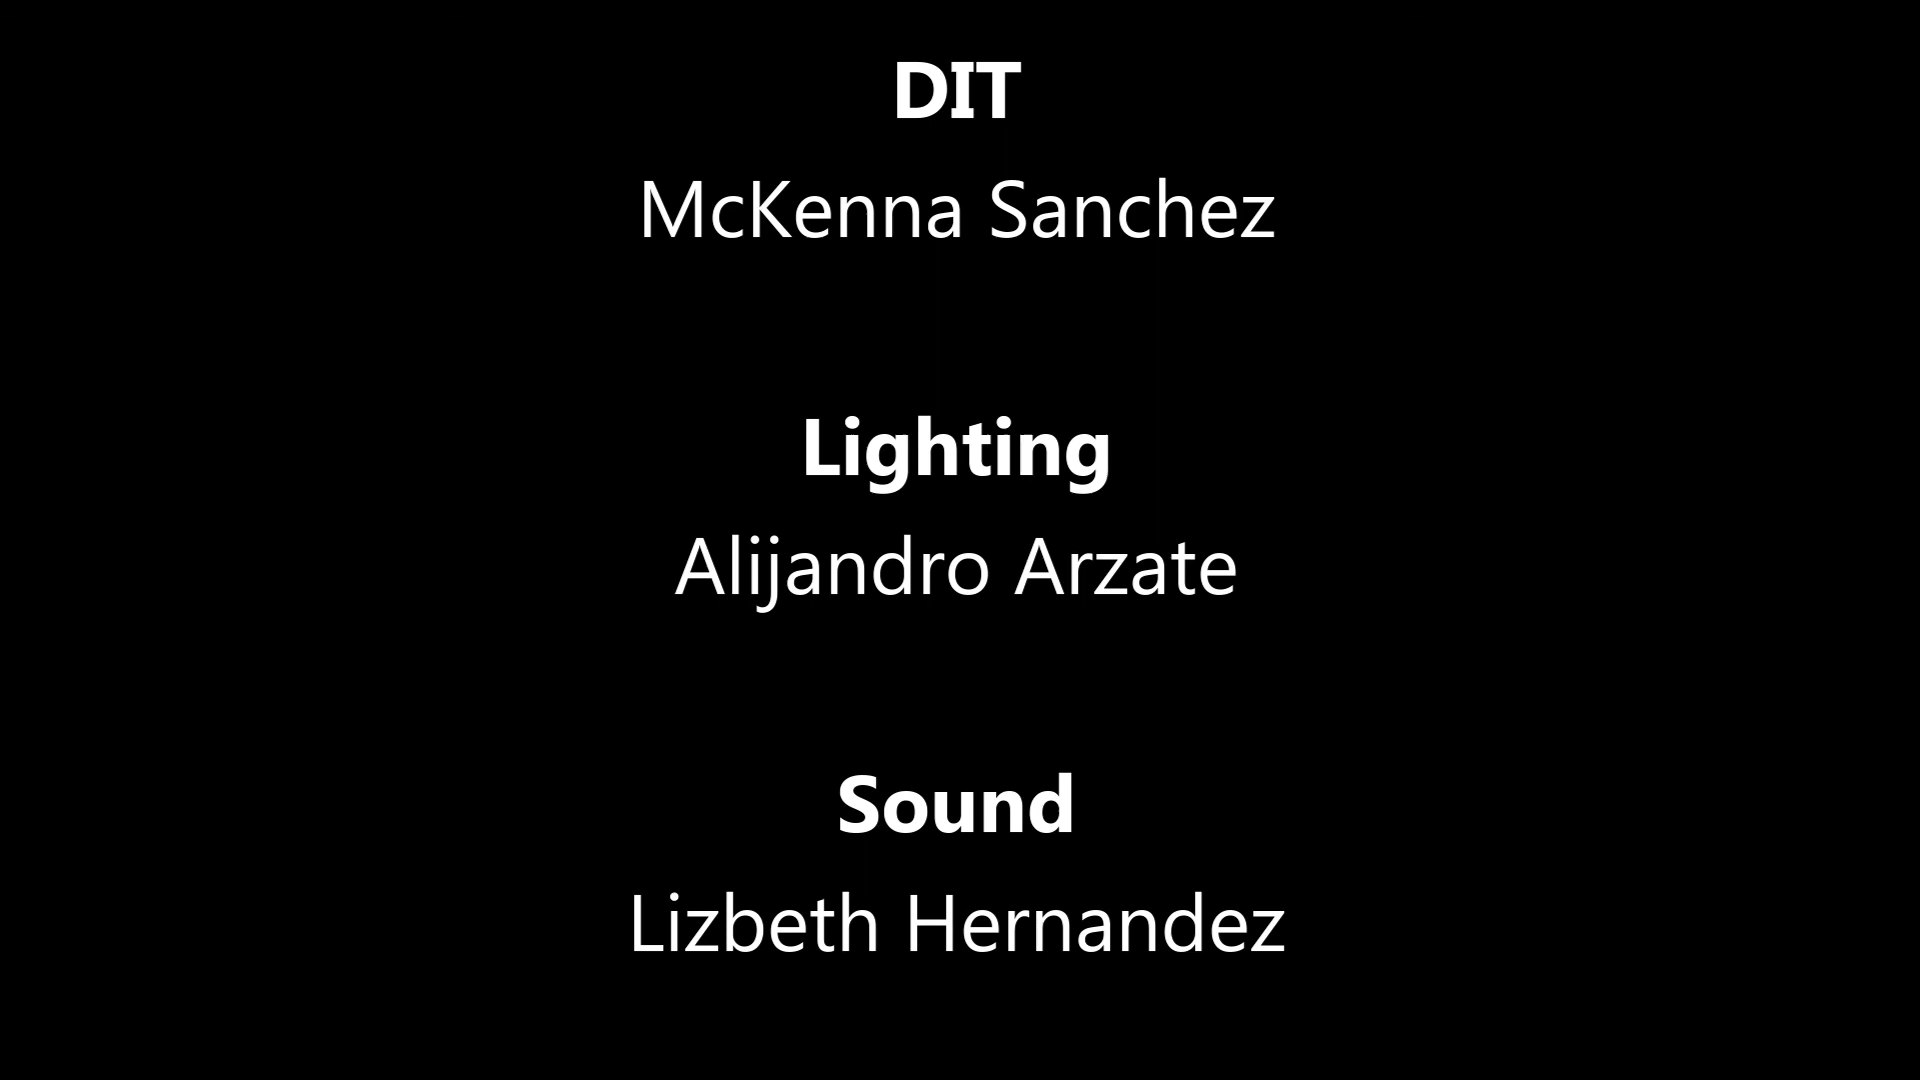 DIT
McKenna Sanchez
Lighting
Alijandro Arzate
Sound
Lizbeth Hernandez